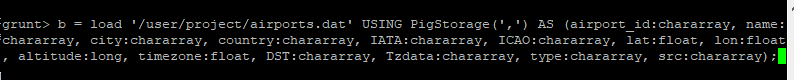 grunt> b = load '/user/project/airports.dat' USING PigStorage(',') AS (airport_id:chararray, name:
chararray, city:chararray, country:chararray, IATA:chararray, ICAO:chararray, lat:float, lon:float
, altitude:long, timezone:float, DST:chararray, Tzdata:chararray, type:chararray, src:chararray);